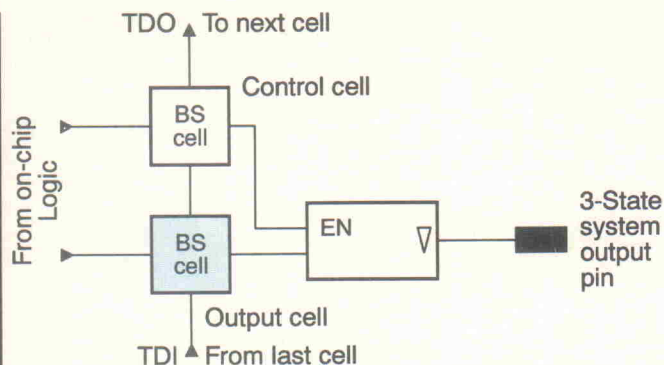 TDO To next cell
Control cell
BS
cell
From on-chip
Logic
EN
3-State
system
output
pin
BS
cell
Output cell
TDI From last cell